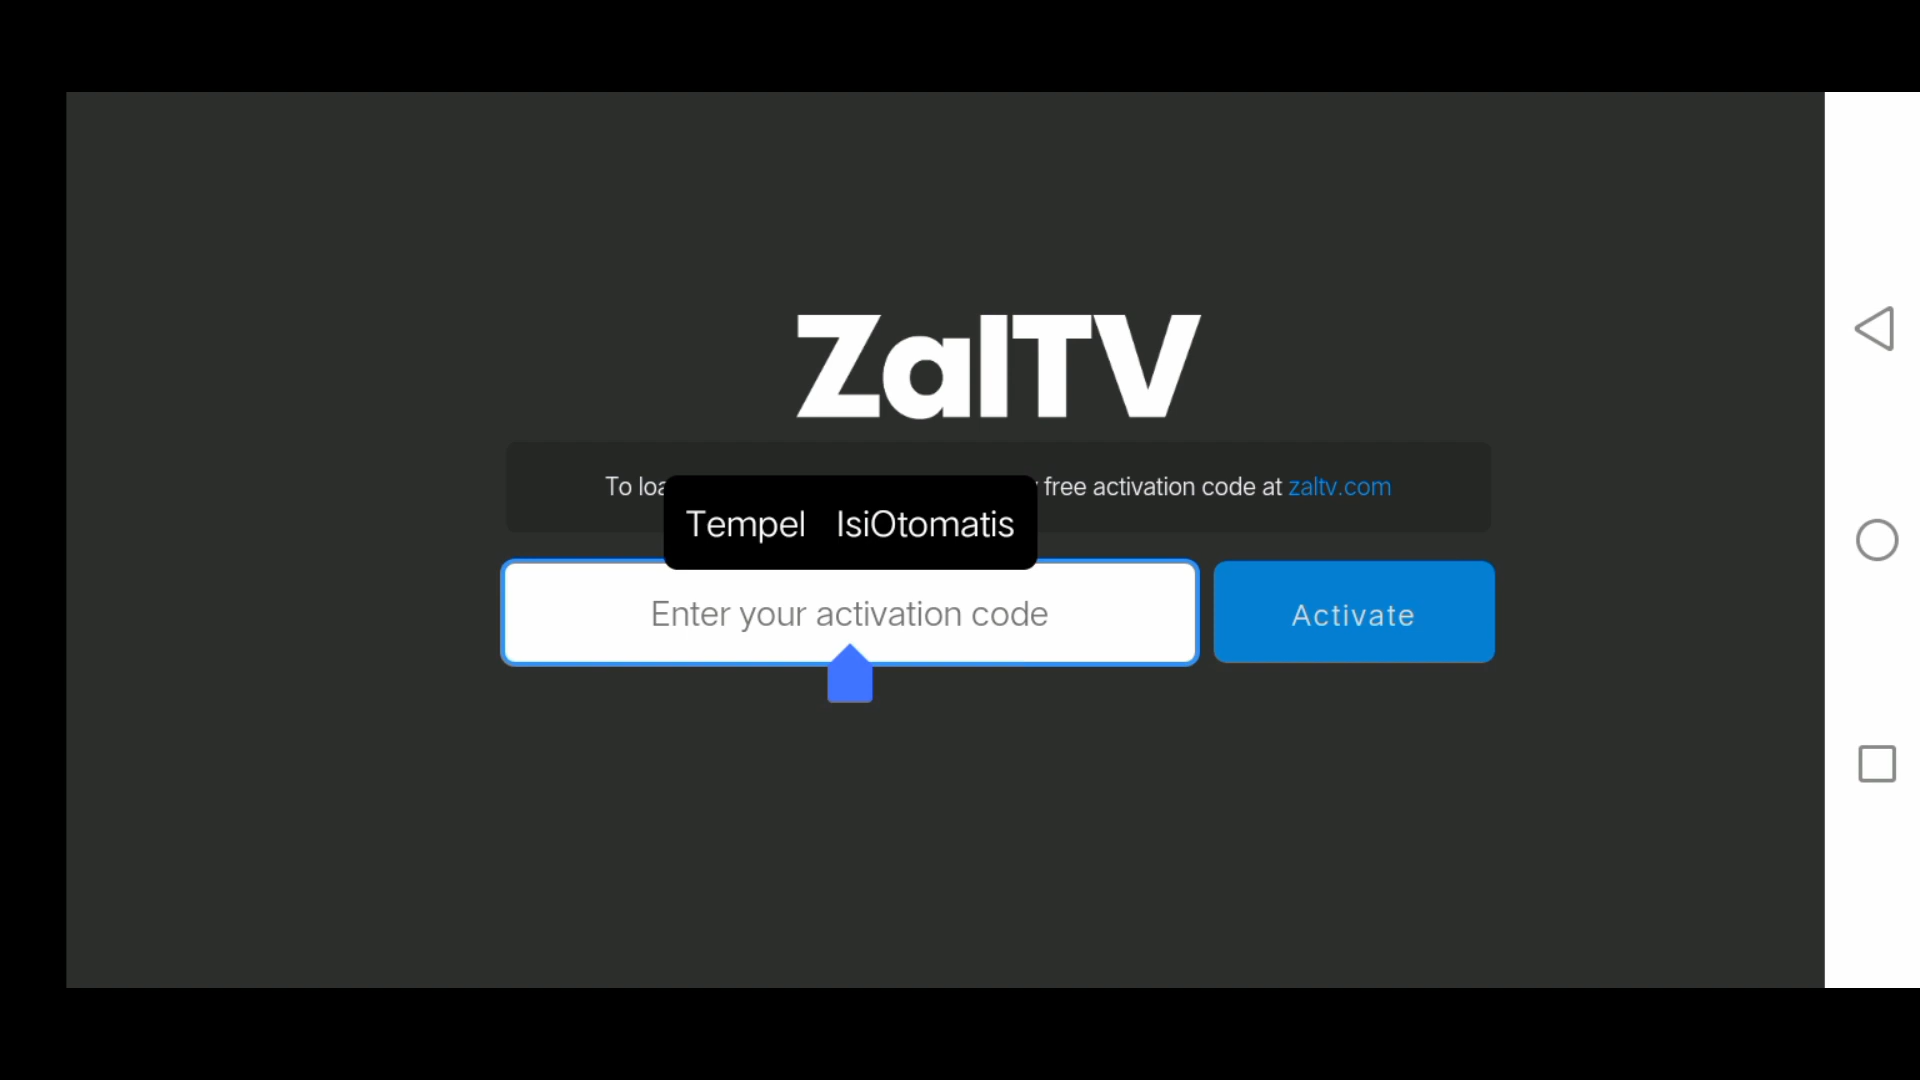 ZalTV
To loa free activation code at zaltv.com
Tempel IsiOtomatis
Enter your activation code
Activate